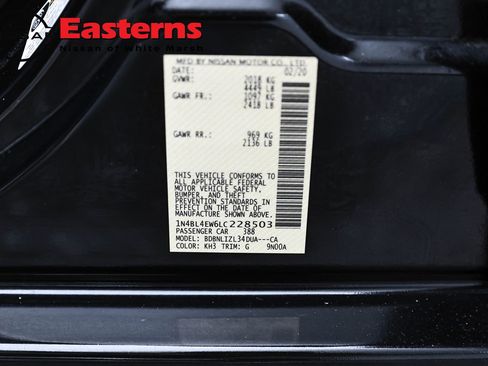 Easterns
Nissan of White Marsh
MFD BY NISSAN MOTOR CO., LTD.
DATE: 02/20
GVWR: 2018 KG
4449 LB
GAWR FR.: 1097 KG
2418 LB
GAWR RR.: 969 KG
2136 LB
THIS VEHICLE CONFORMS TO
ALL APPLICABLE FEDERAL
MOTOR VEHICLE SAFETY,
BUMPER, AND THEFT
PREVENTION STANDARDS IN
EFFECT ON THE DATE OF
MANUFACTURE SHOWN ABOVE.
1N4BL4EW6LC228503
PASSENGER CAR 388
MODEL: BDBNLIZL34DUA---CA
COLOR: KH3 TRIM: G 9N00A